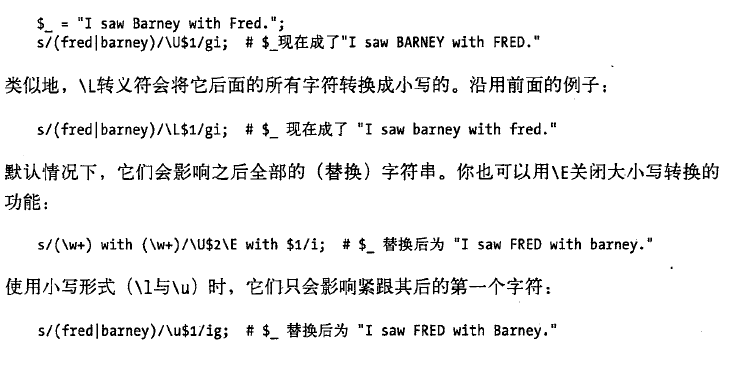 $_ = "I saw Barney with Fred.";
s/(fred|barney)/\U$1/gi;  # $_现在成了"I saw BARNEY with FRED."
类似地，\L转义符会将它后面的所有字符转换成小写的。沿用前面的例子：
s/(fred|barney)/\L$1/gi;  # $_ 现在成了 "I saw barney with fred."
默认情况下，它们会影响之后全部的（替换）字符串。你也可以用\E关闭大小写转换的
功能：
s/(\w+) with (\w+)/\U$2\E with $1/i;  # $_ 替换后为 "I saw FRED with barney."
使用小写形式（\l与\u）时，它们只会影响紧跟其后的第一个字符：
s/(fred|barney)/\u$1/ig;  # $_ 替换后为 "I saw FRED with Barney."